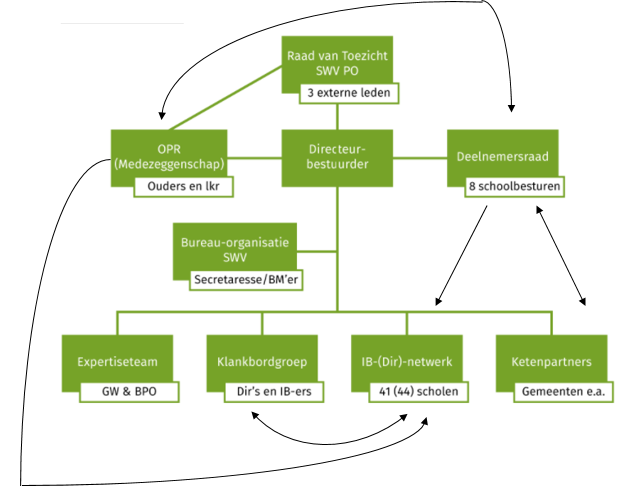 Raad van Toezicht
SWV PO
3 externe leden
OPR
(Medezeggenschap)
Ouders en lkr
Directeur-
bestuurder
Deelnemersraad
8 schoolbesturen
Bureau-organisatie
SWV
Secretaresse/BM'er
Expertiseteam
GW & BPO
Klankbordgroep
Dir's en IB-ers
IB-(Dir)-netwerk
41 (44) scholen
Ketenpartners
Gemeenten e.a.